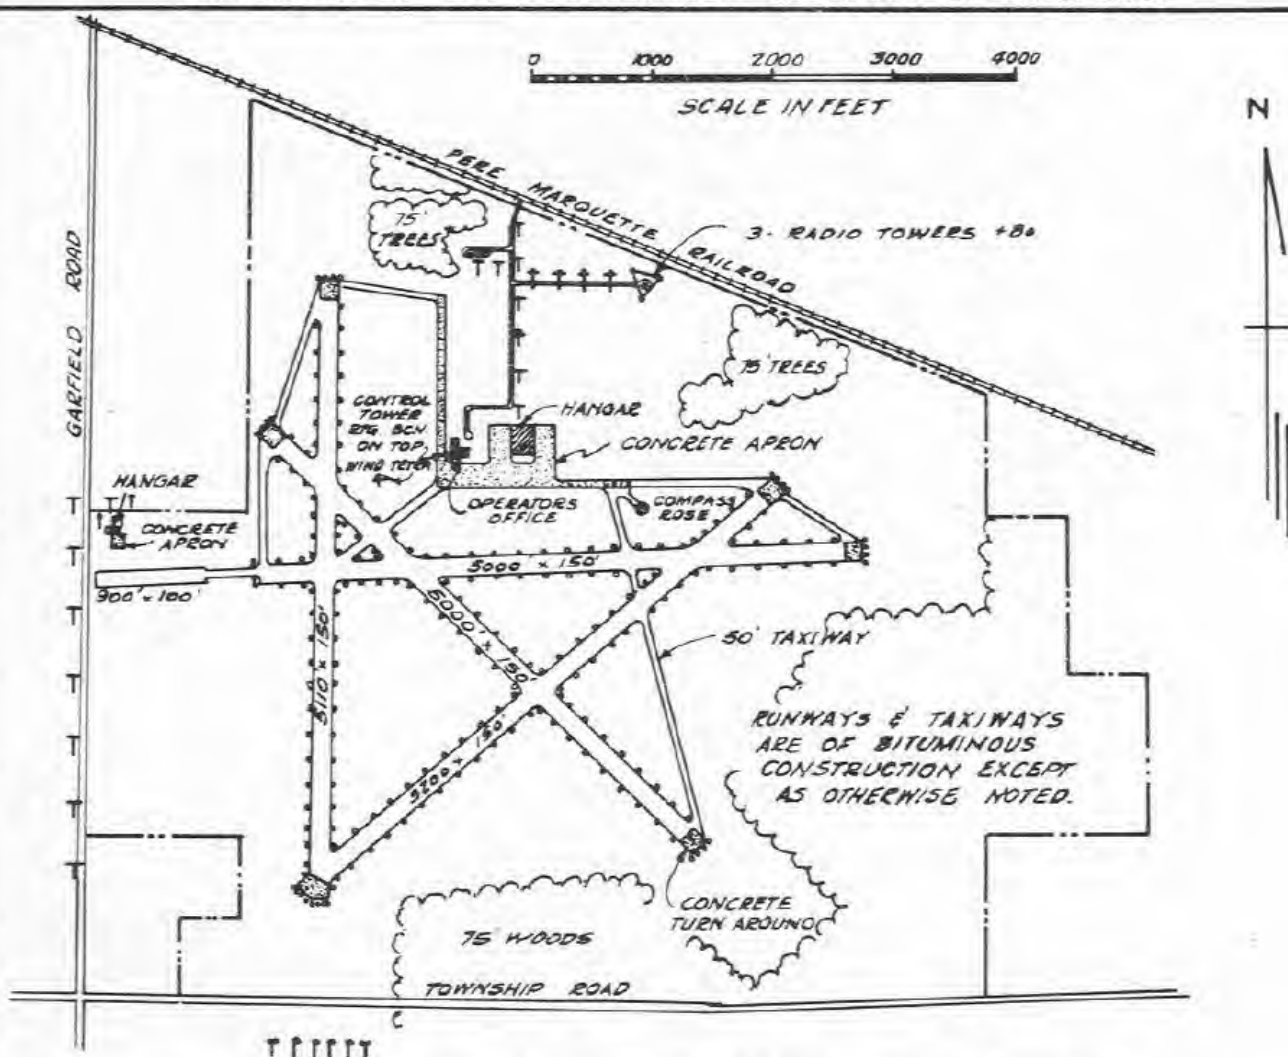 0 1000 2000 3000 4000
SCALE IN FEET
N
PERE MARQUETTE RAILROAD
75'
TREES
3- RADIO TOWERS +80
GARFIELD ROAD
75' TREES
CONTROL
TOWER
ON TOP.
HANGAR
CONCRETE APRON
WIND TETER
HANGAR
OPERATORS
OFFICE
COMPASS
ROSE
CONCRETE
APRON
5000' x 150'
900' x 100'
5000' x 150'
5110 x 150'
50' TAXIWAY
5200 x 150'
RUNWAYS & TAXIWAYS
ARE OF BITUMINOUS
CONSTRUCTION EXCEPT
AS OTHERWISE NOTED.
CONCRETE
TURN AROUND
75' WOODS
TOWNSHIP ROAD